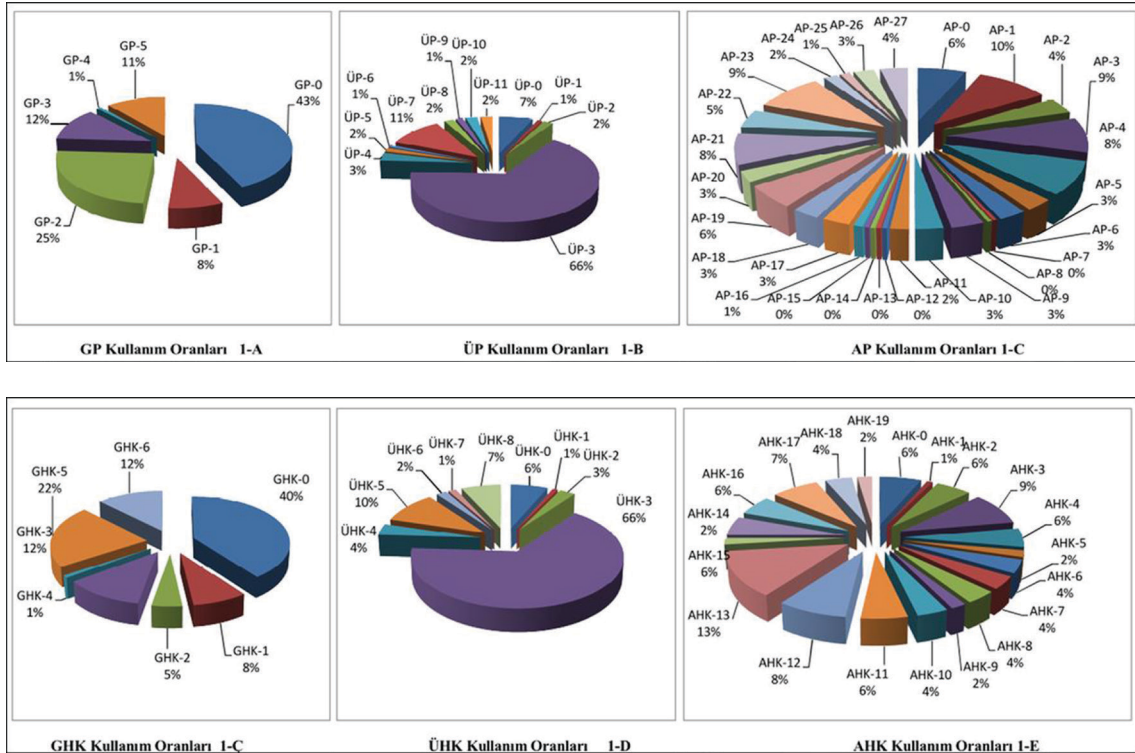 GP-0
43%
GP-1
8%
GP-2
25%
GP-3
12%
GP-4
1%
GP-5
11%
GP Kullanım Oranları 1-A
ÜP-0
7%
ÜP-1
1%
ÜP-2
2%
ÜP-3
66%
ÜP-4
3%
ÜP-5
2%
ÜP-6
1%
ÜP-7
11%
ÜP-8
2%
ÜP-9
1%
ÜP-10
2%
ÜP-11
2%
ÜP Kullanım Oranları 1-B
AP-0
6%
AP-1
10%
AP-2
4%
AP-3
9%
AP-4
8%
AP-5
3%
AP-6
3%
AP-7
0%
AP-8
0%
AP-9
3%
AP-10
3%
AP-11
2%
AP-12
0%
AP-13
0%
AP-14
0%
AP-15
0%
AP-16
1%
AP-17
3%
AP-18
3%
AP-19
6%
AP-20
3%
AP-21
8%
AP-22
5%
AP-23
9%
AP-24
2%
AP-25
1%
AP-26
3%
AP-27
4%
AP Kullanım Oranları 1-C
GHK-0
40%
GHK-1
8%
GHK-2
5%
GHK-3
12%
GHK-4
1%
GHK-5
22%
GHK-6
12%
GHK Kullanım Oranları 1-Ç
ÜHK-0
6%
ÜHK-1
1%
ÜHK-2
3%
ÜHK-3
66%
ÜHK-4
4%
ÜHK-5
10%
ÜHK-6
2%
ÜHK-7
1%
ÜHK-8
7%
ÜHK Kullanım Oranları 1-D
AHK-0
6%
AHK-1
1%
AHK-2
6%
AHK-3
9%
AHK-4
6%
AHK-5
2%
AHK-6
4%
AHK-7
4%
AHK-8
4%
AHK-9
2%
AHK-10
4%
AHK-11
6%
AHK-12
8%
AHK-13
13%
AHK-15
6%
AHK-14
2%
AHK-16
6%
AHK-17
7%
AHK-18
4%
AHK-19
2%
AHK Kullanım Oranları 1-E